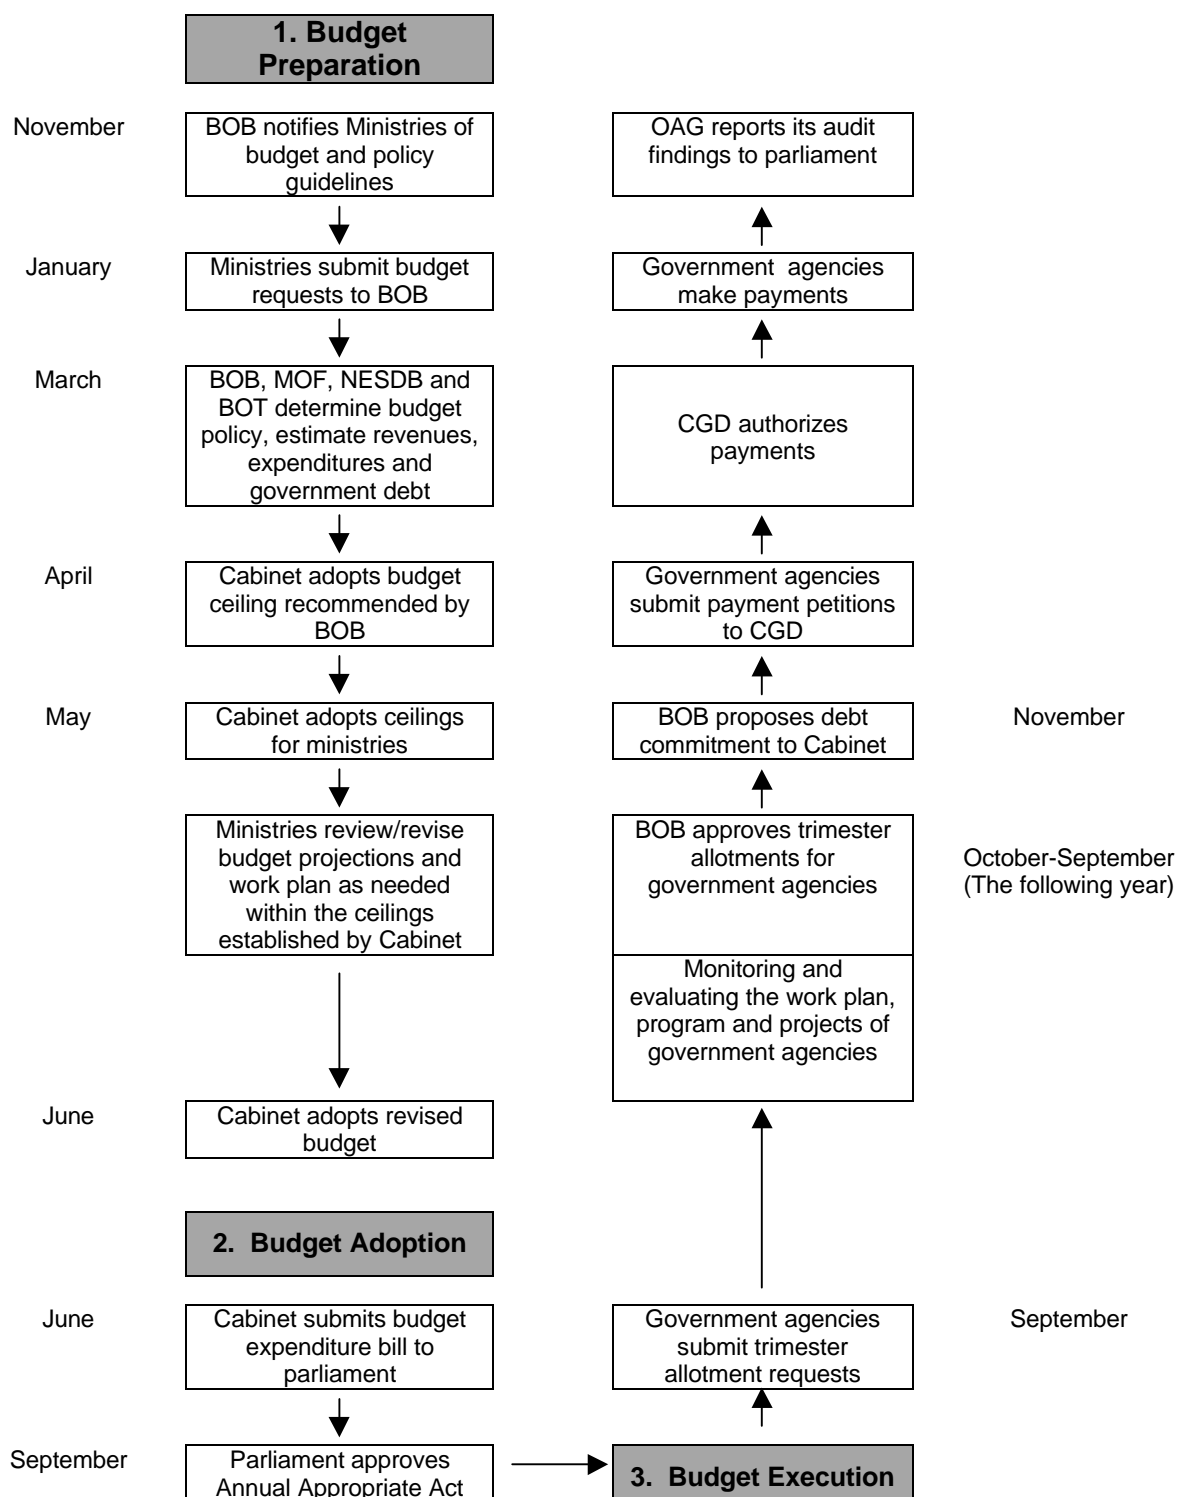 1. Budget
Preparation
November
BOB notifies Ministries of
budget and policy
guidelines
January
Ministries submit budget
requests to BOB
March
BOB, MOF, NESDB and
BOT determine budget
policy, estimate revenues,
expenditures and
government debt
April
Cabinet adopts budget
ceiling recommended by
BOB
May
Cabinet adopts ceilings
for ministries
Ministries review/revise
budget projections and
work plan as needed
within the ceilings
established by Cabinet
June
Cabinet adopts revised
budget
2. Budget Adoption
June
Cabinet submits budget
expenditure bill to
parliament
September
Parliament approves
Annual Appropriate Act
3. Budget Execution
Government agencies
submit trimester
allotment requests
September
BOB approves trimester
allotments for
government agencies
October-September
(The following year)
Monitoring and
evaluating the work plan,
program and projects of
government agencies
BOB proposes debt
commitment to Cabinet
November
Government agencies
submit payment petitions
to CGD
CGD authorizes
payments
Government agencies
make payments
OAG reports its audit
findings to parliament